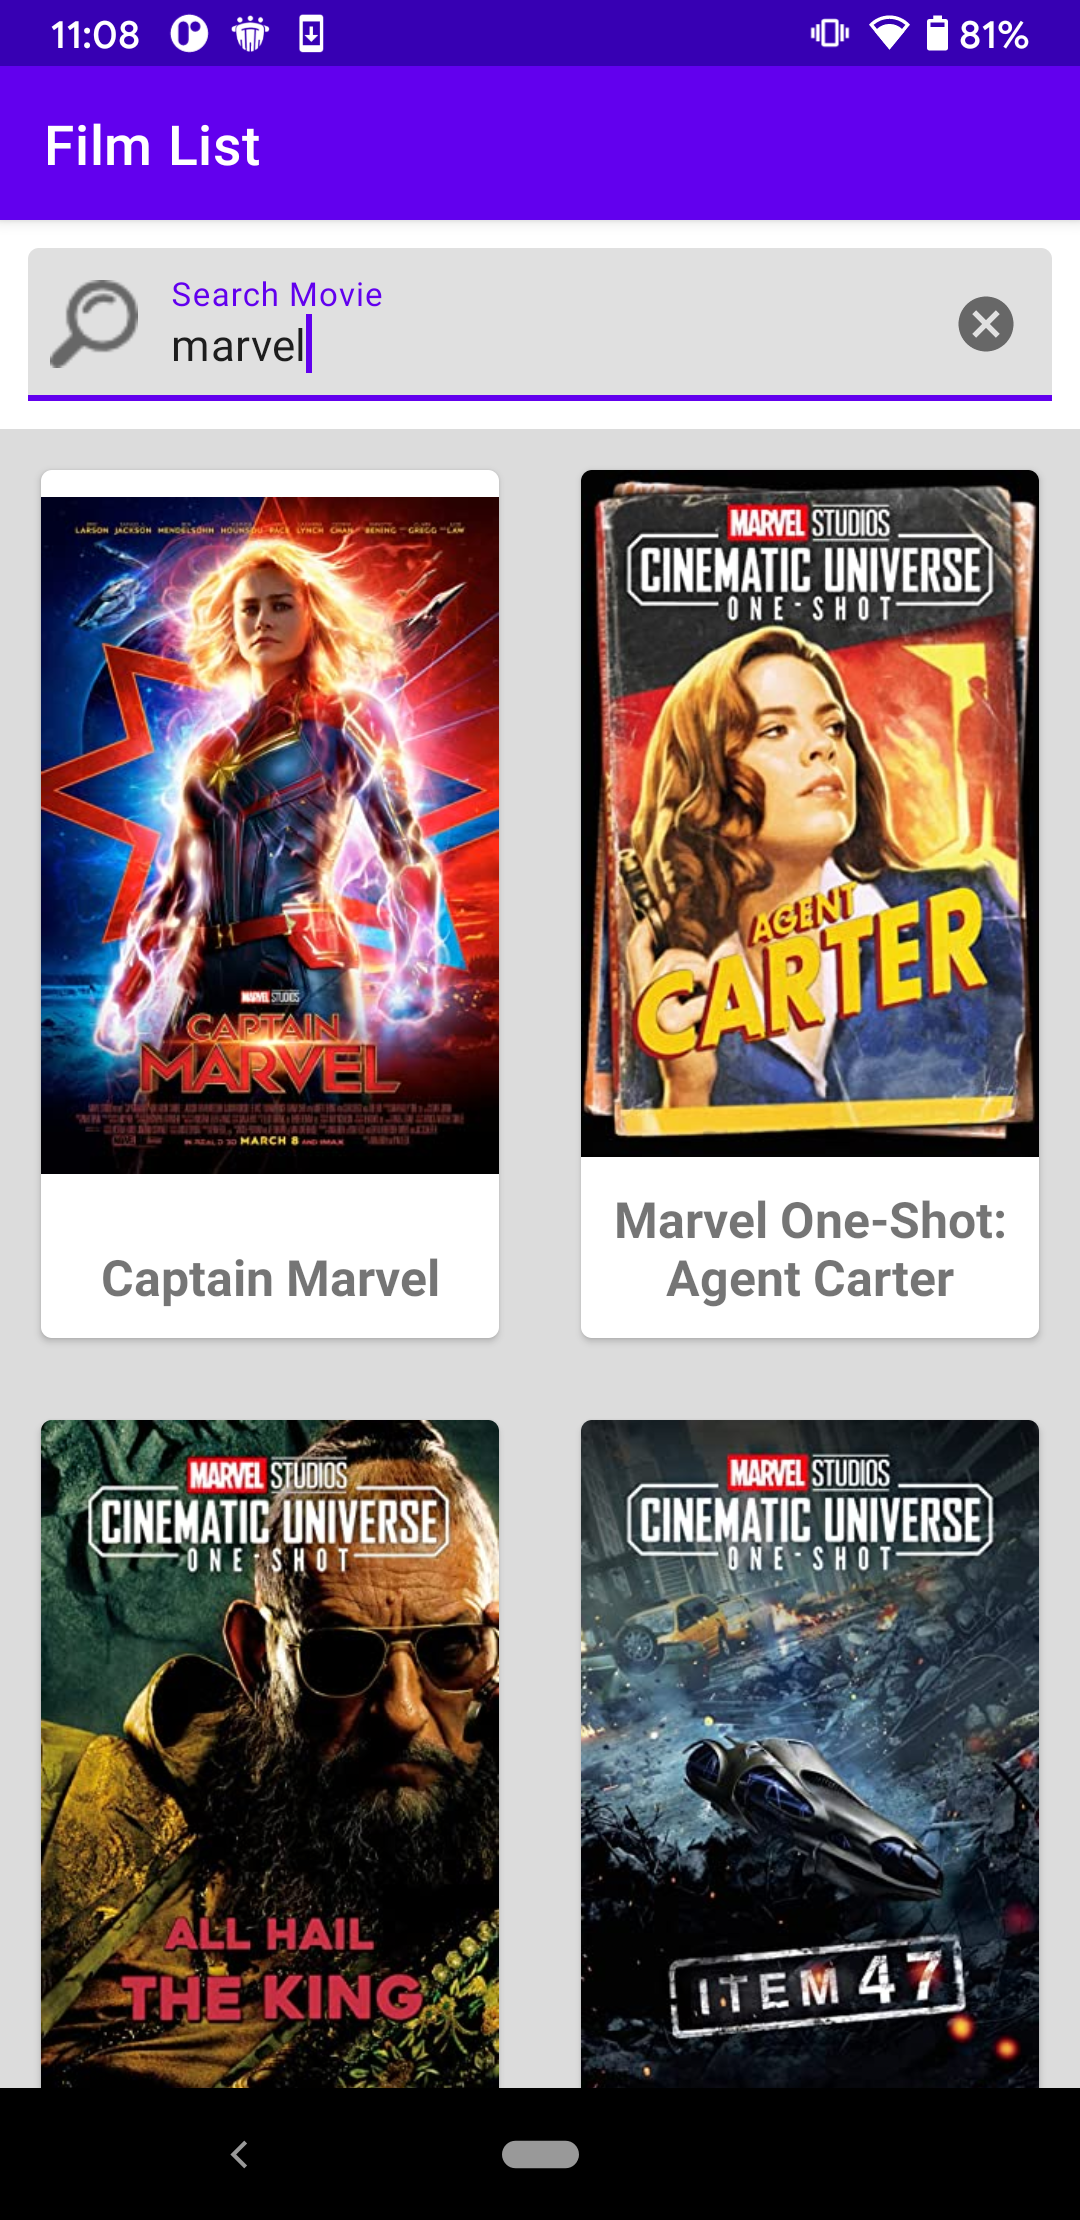 11:08
81%
Film List
Search Movie
marvel
LARSON JACKSON MENDELSOHN HOUNSOU PACE LYNCH CHAN BENING GREGG LAW
MARVEL STUDIOS
CAPTAIN
MARVEL
MARCH 8
Captain Marvel
MARVEL STUDIOS
CINEMATIC UNIVERSE
ONE-SHOT
AGENT
CARTER
Marvel One-Shot:
Agent Carter
MARVEL STUDIOS
CINEMATIC UNIVERSE
ONE-SHOT
ALL HAIL
THE KING
MARVEL STUDIOS
CINEMATIC UNIVERSE
ONE-SHOT
ITEM 47